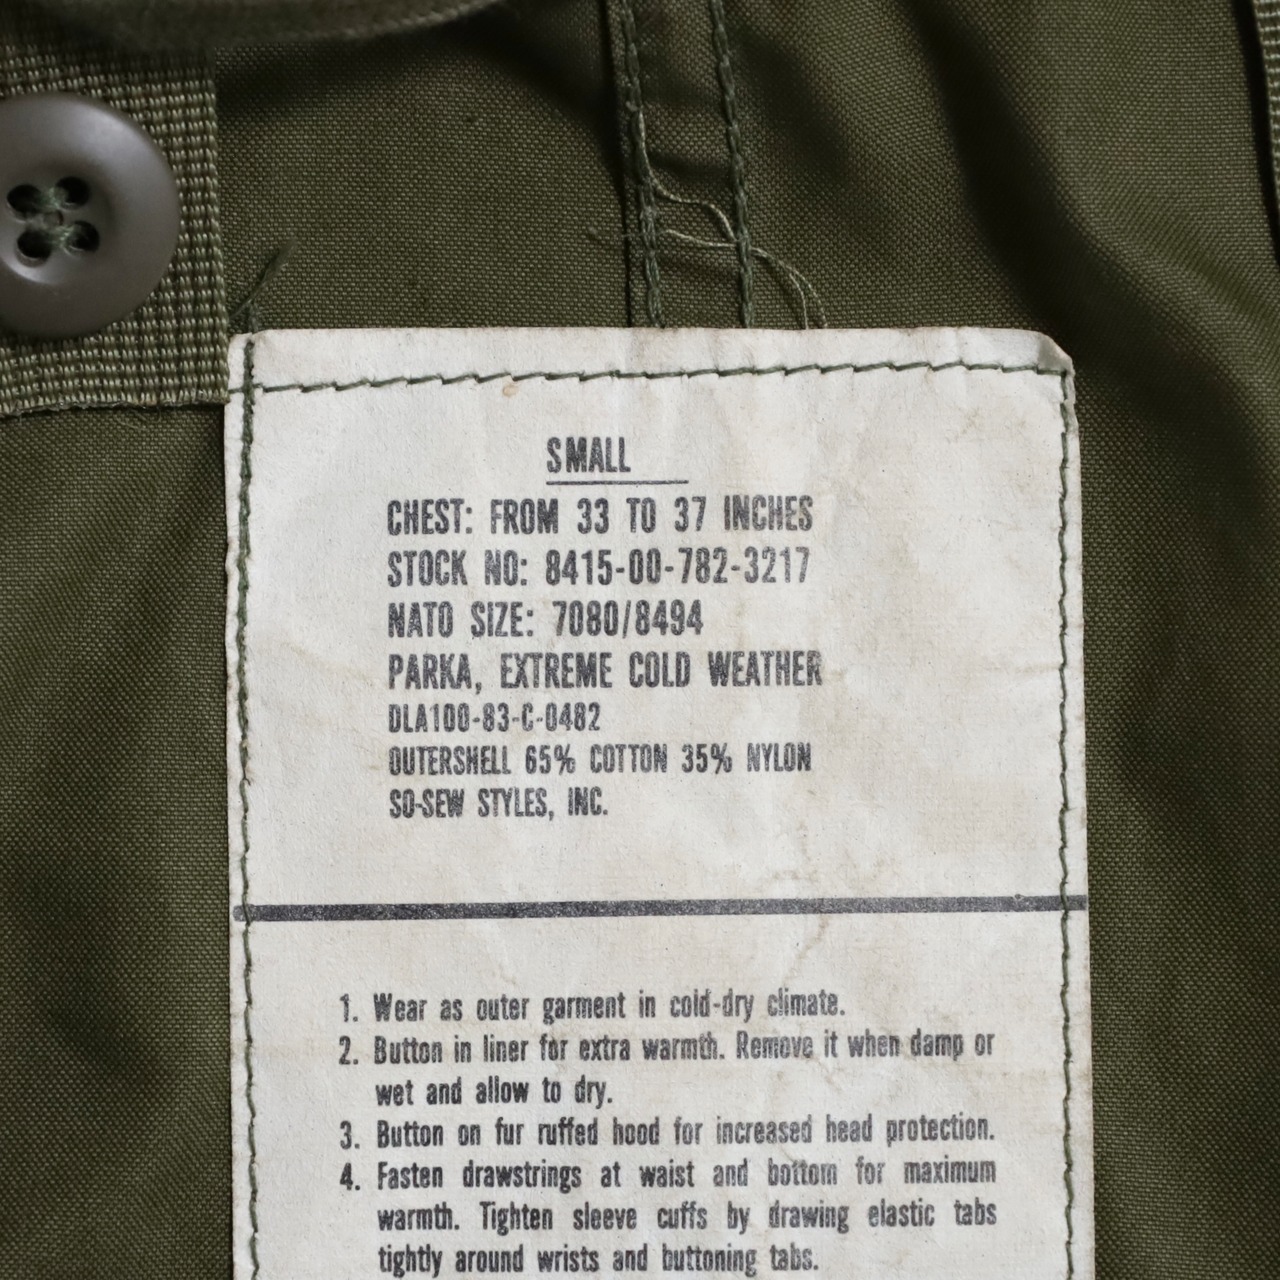 SMALL
CHEST: FROM 33 TO 37 INCHES
STOCK NO: 8415-00-782-3217
NATO SIZE: 7080/8494
PARKA, EXTREME COLD WEATHER
DLA100-83-C-0482
OUTERSHELL 65% COTTON 35% NYLON
SO-SEW STYLES, INC.
1. Wear as outer garment in cold-dry climate.
2. Button in liner for extra warmth. Remove it when damp or
wet and allow to dry.
3. Button on fur ruffed hood for increased head protection.
4. Fasten drawstrings at waist and bottom for maximum
warmth. Tighten sleeve cuffs by drawing elastic tabs
tightly around wrists and buttoning tabs.